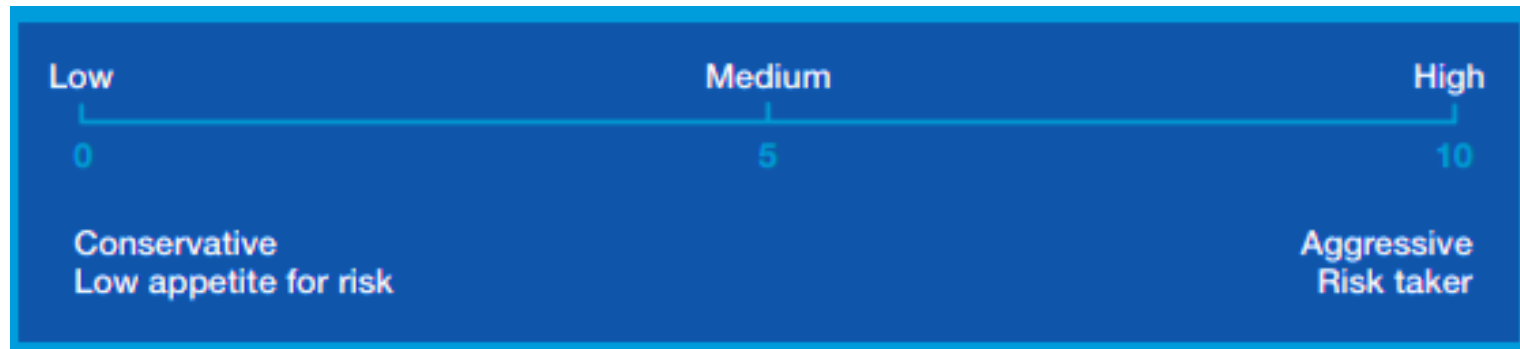 Low Medium High
0 5 10
Conservative Aggressive
Low appetite for risk Risk taker